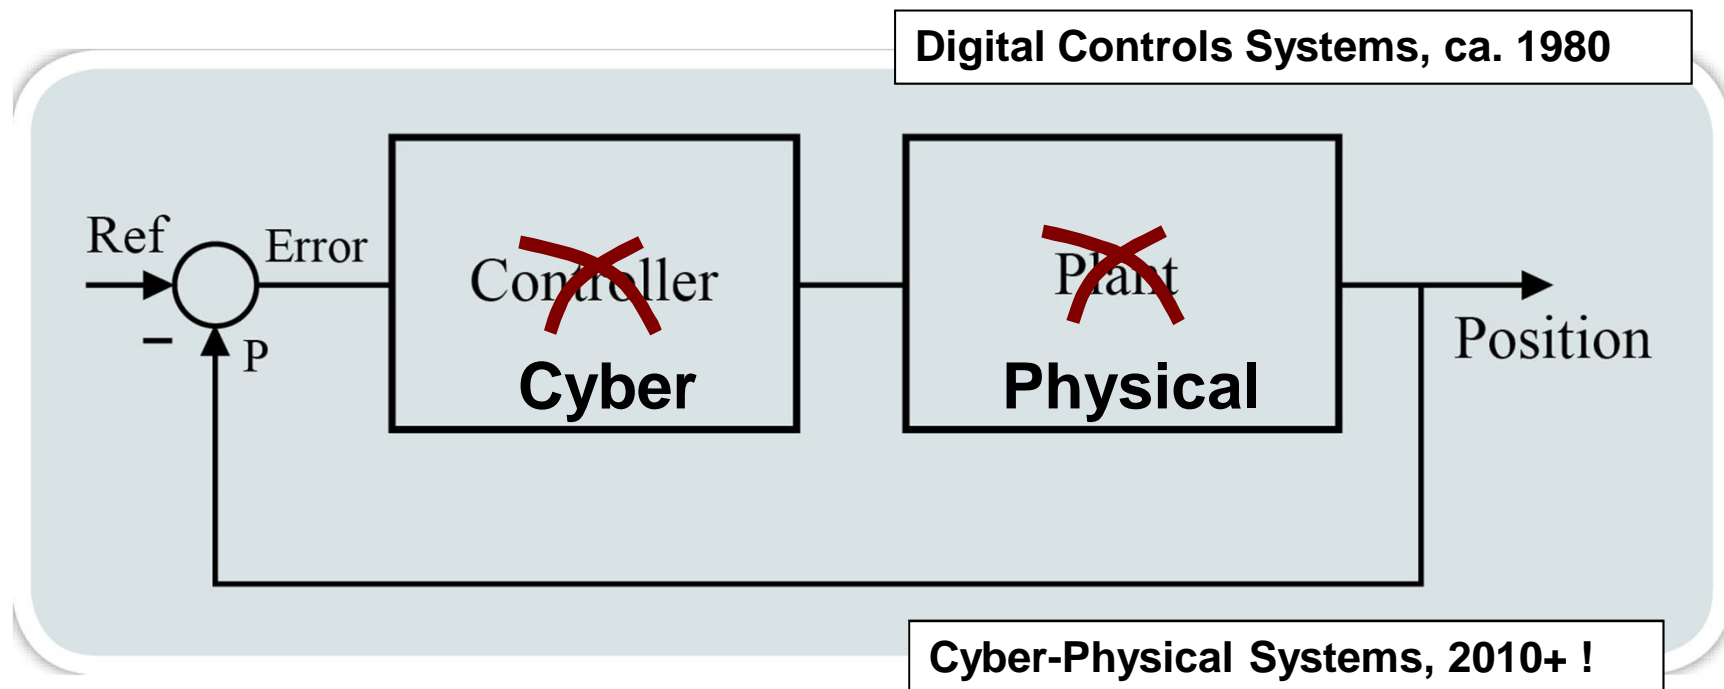 Digital Controls Systems, ca. 1980
Ref
Error
Controller
Plant
Position
–
P
Cyber
Physical
Cyber-Physical Systems, 2010+ !